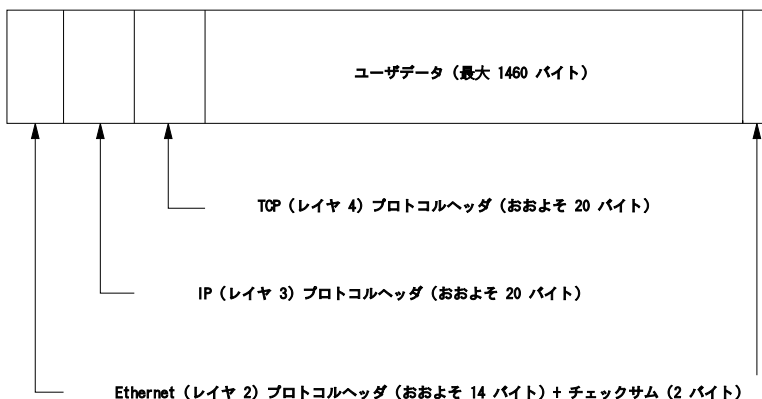 ユーザデータ (最大 1460 バイト)
TCP (レイヤ 4) プロトコルヘッダ (おおよそ 20 バイト)
IP (レイヤ 3) プロトコルヘッダ (おおよそ 20 バイト)
Ethernet (レイヤ 2) プロトコルヘッダ (おおよそ 14 バイト) + チェックサム (2 バイト)